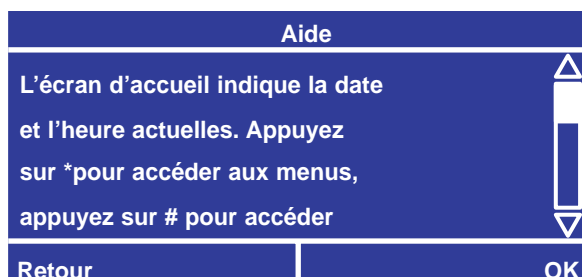 Aide
L'écran d'accueil indique la date
et l'heure actuelles. Appuyez
sur *pour accéder aux menus,
appuyez sur # pour accéder
Retour
OK